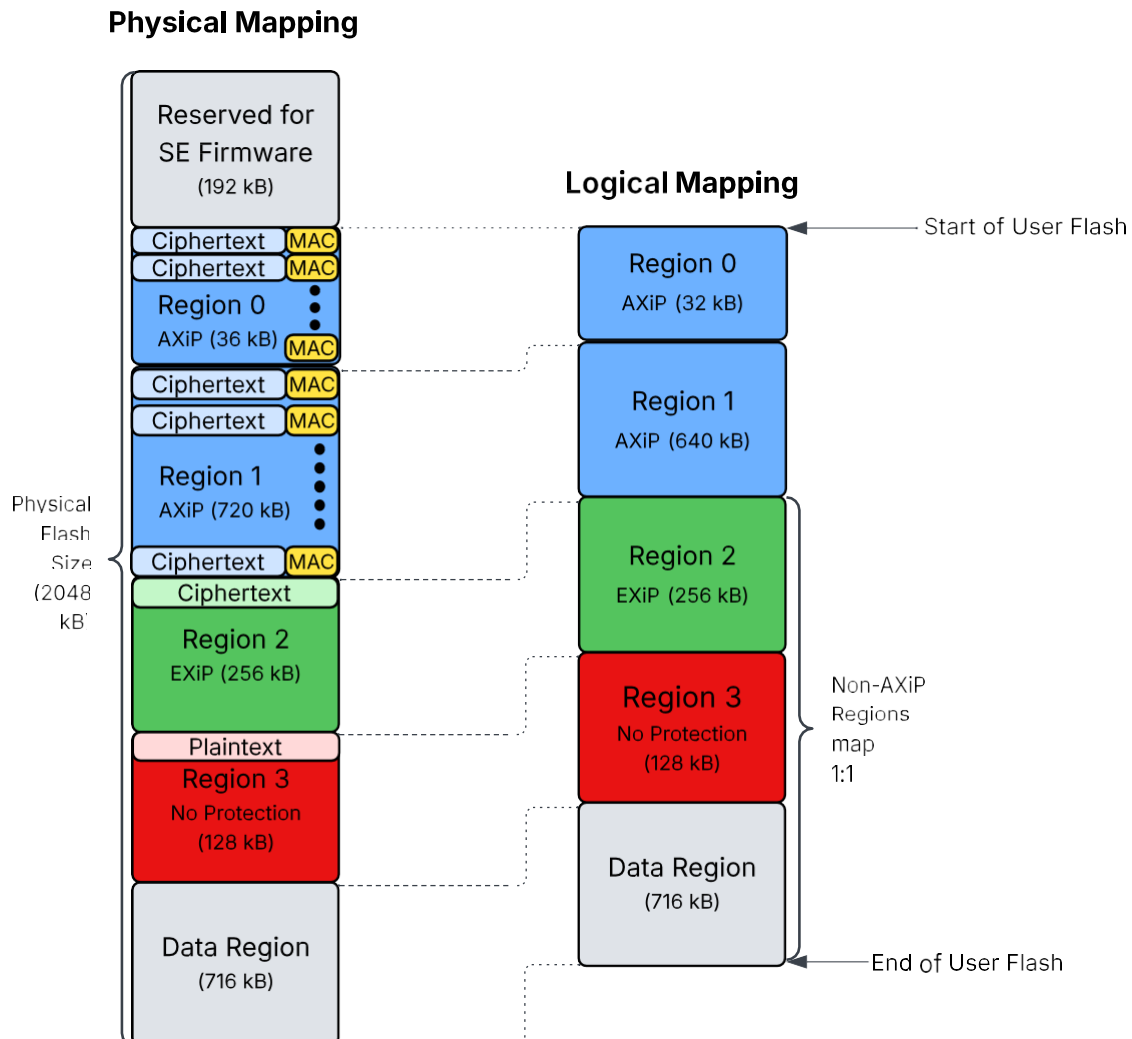 Physical Mapping
Reserved for
SE Firmware
(192 kB)
Ciphertext MAC
Ciphertext MAC
Region 0
AXiP (36 kB)
MAC
Ciphertext MAC
Ciphertext MAC
Region 1
AXiP (720 kB)
Ciphertext MAC
Ciphertext
Region 2
EXiP (256 kB)
Plaintext
Region 3
No Protection
(128 kB)
Data Region
(716 kB)
Physical
Flash
Size
(2048
kB)
Logical Mapping
Region 0
AXiP (32 kB)
Region 1
AXiP (640 kB)
Region 2
EXiP (256 kB)
Region 3
No Protection
(128 kB)
Data Region
(716 kB)
Start of User Flash
Non-AXiP
Regions
map
1:1
End of User Flash